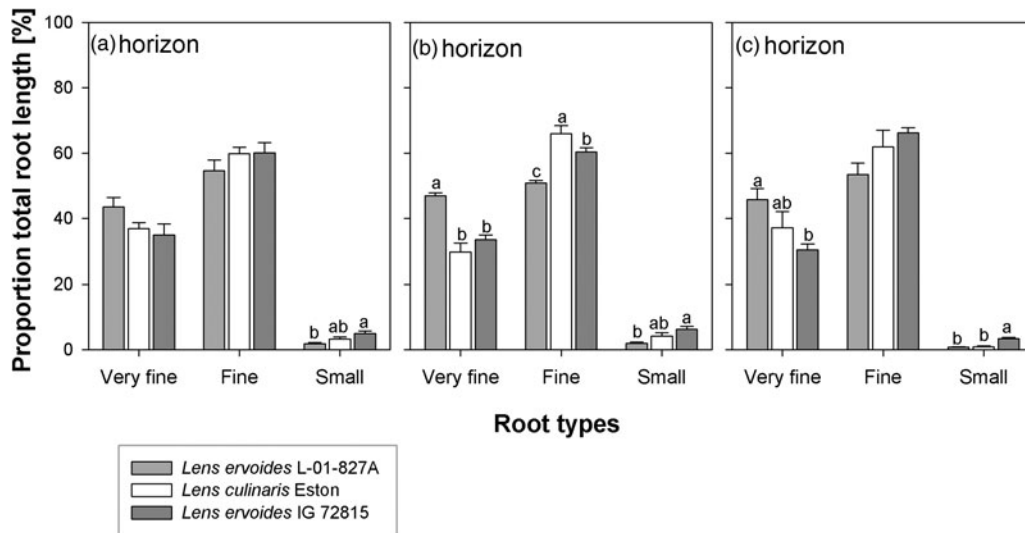 Proportion total root length [%]
100
80
60
40
20
0
(a) horizon
b ab a
Very fine Fine Small
(b) horizon
a b b
c a b
b ab a
Very fine Fine Small
(c) horizon
a ab b
b b a
Very fine Fine Small
Root types
Lens ervoides L-01-827A
Lens culinaris Eston
Lens ervoides IG 72815